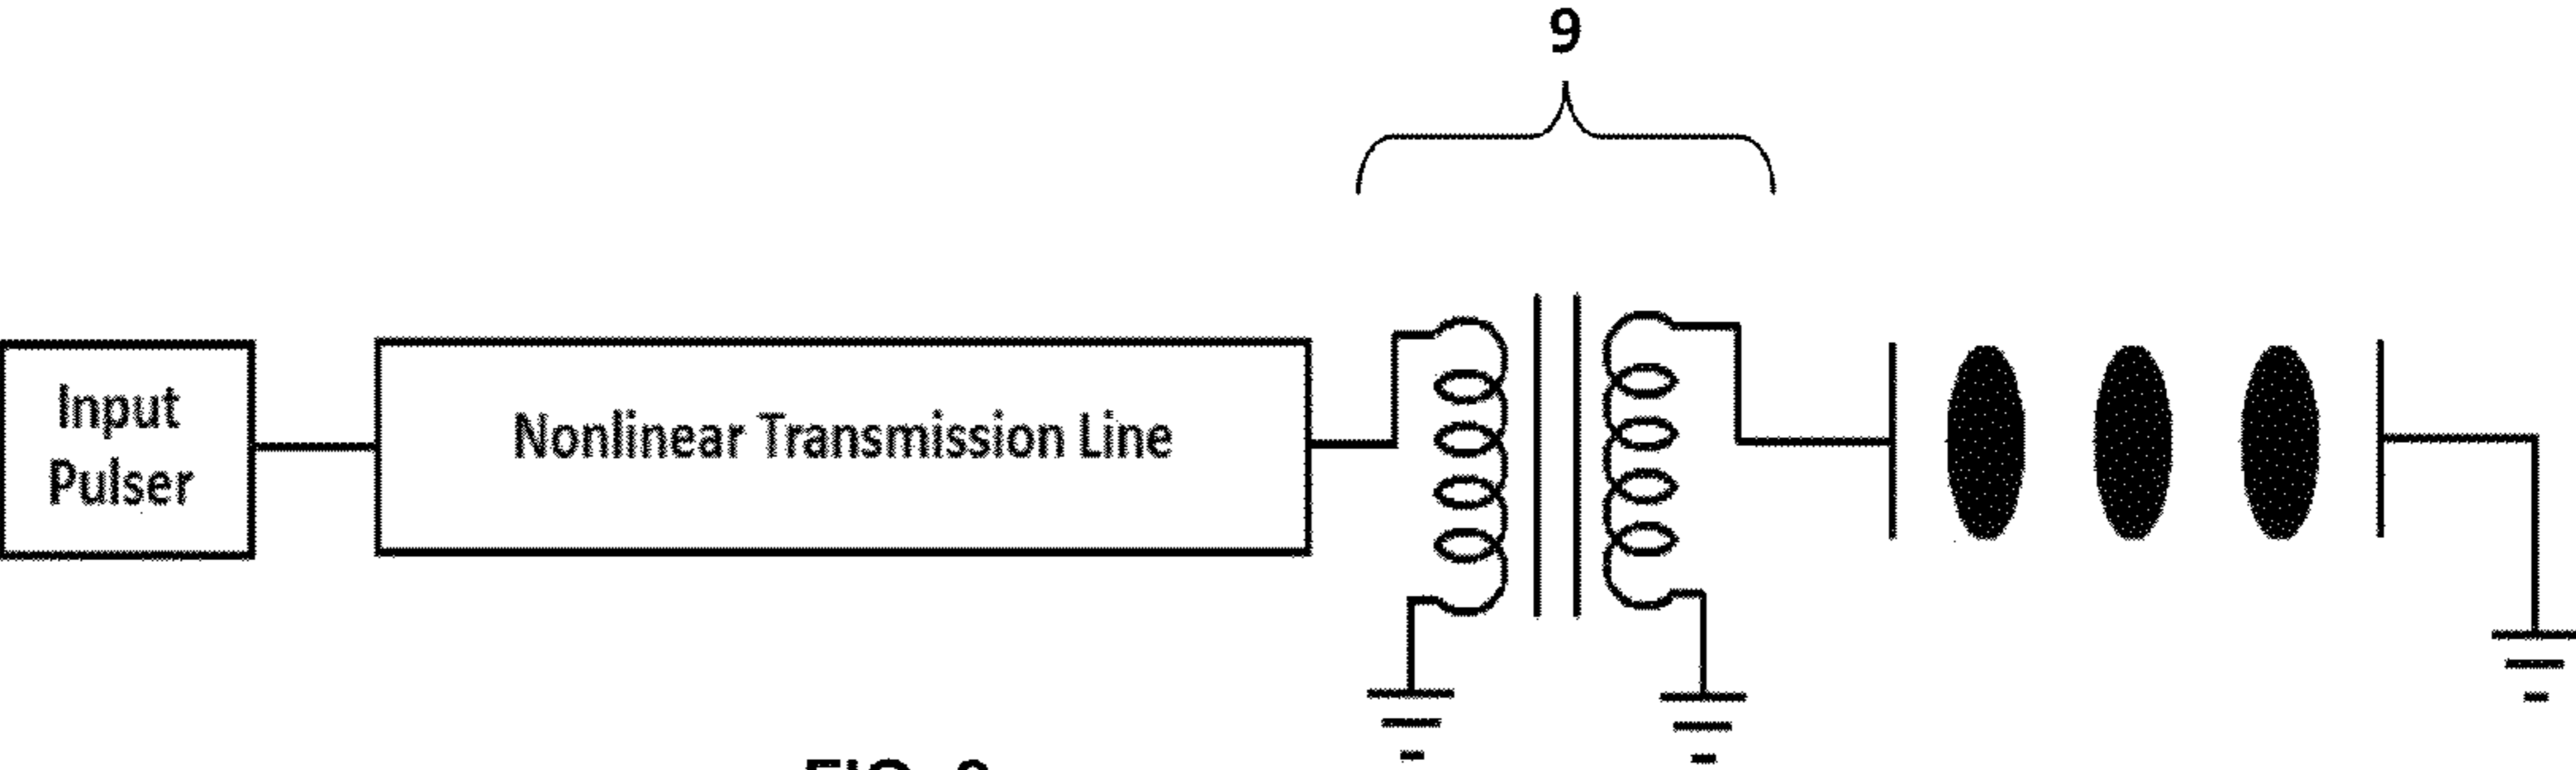 9
Input
Pulser
Nonlinear Transmission Line